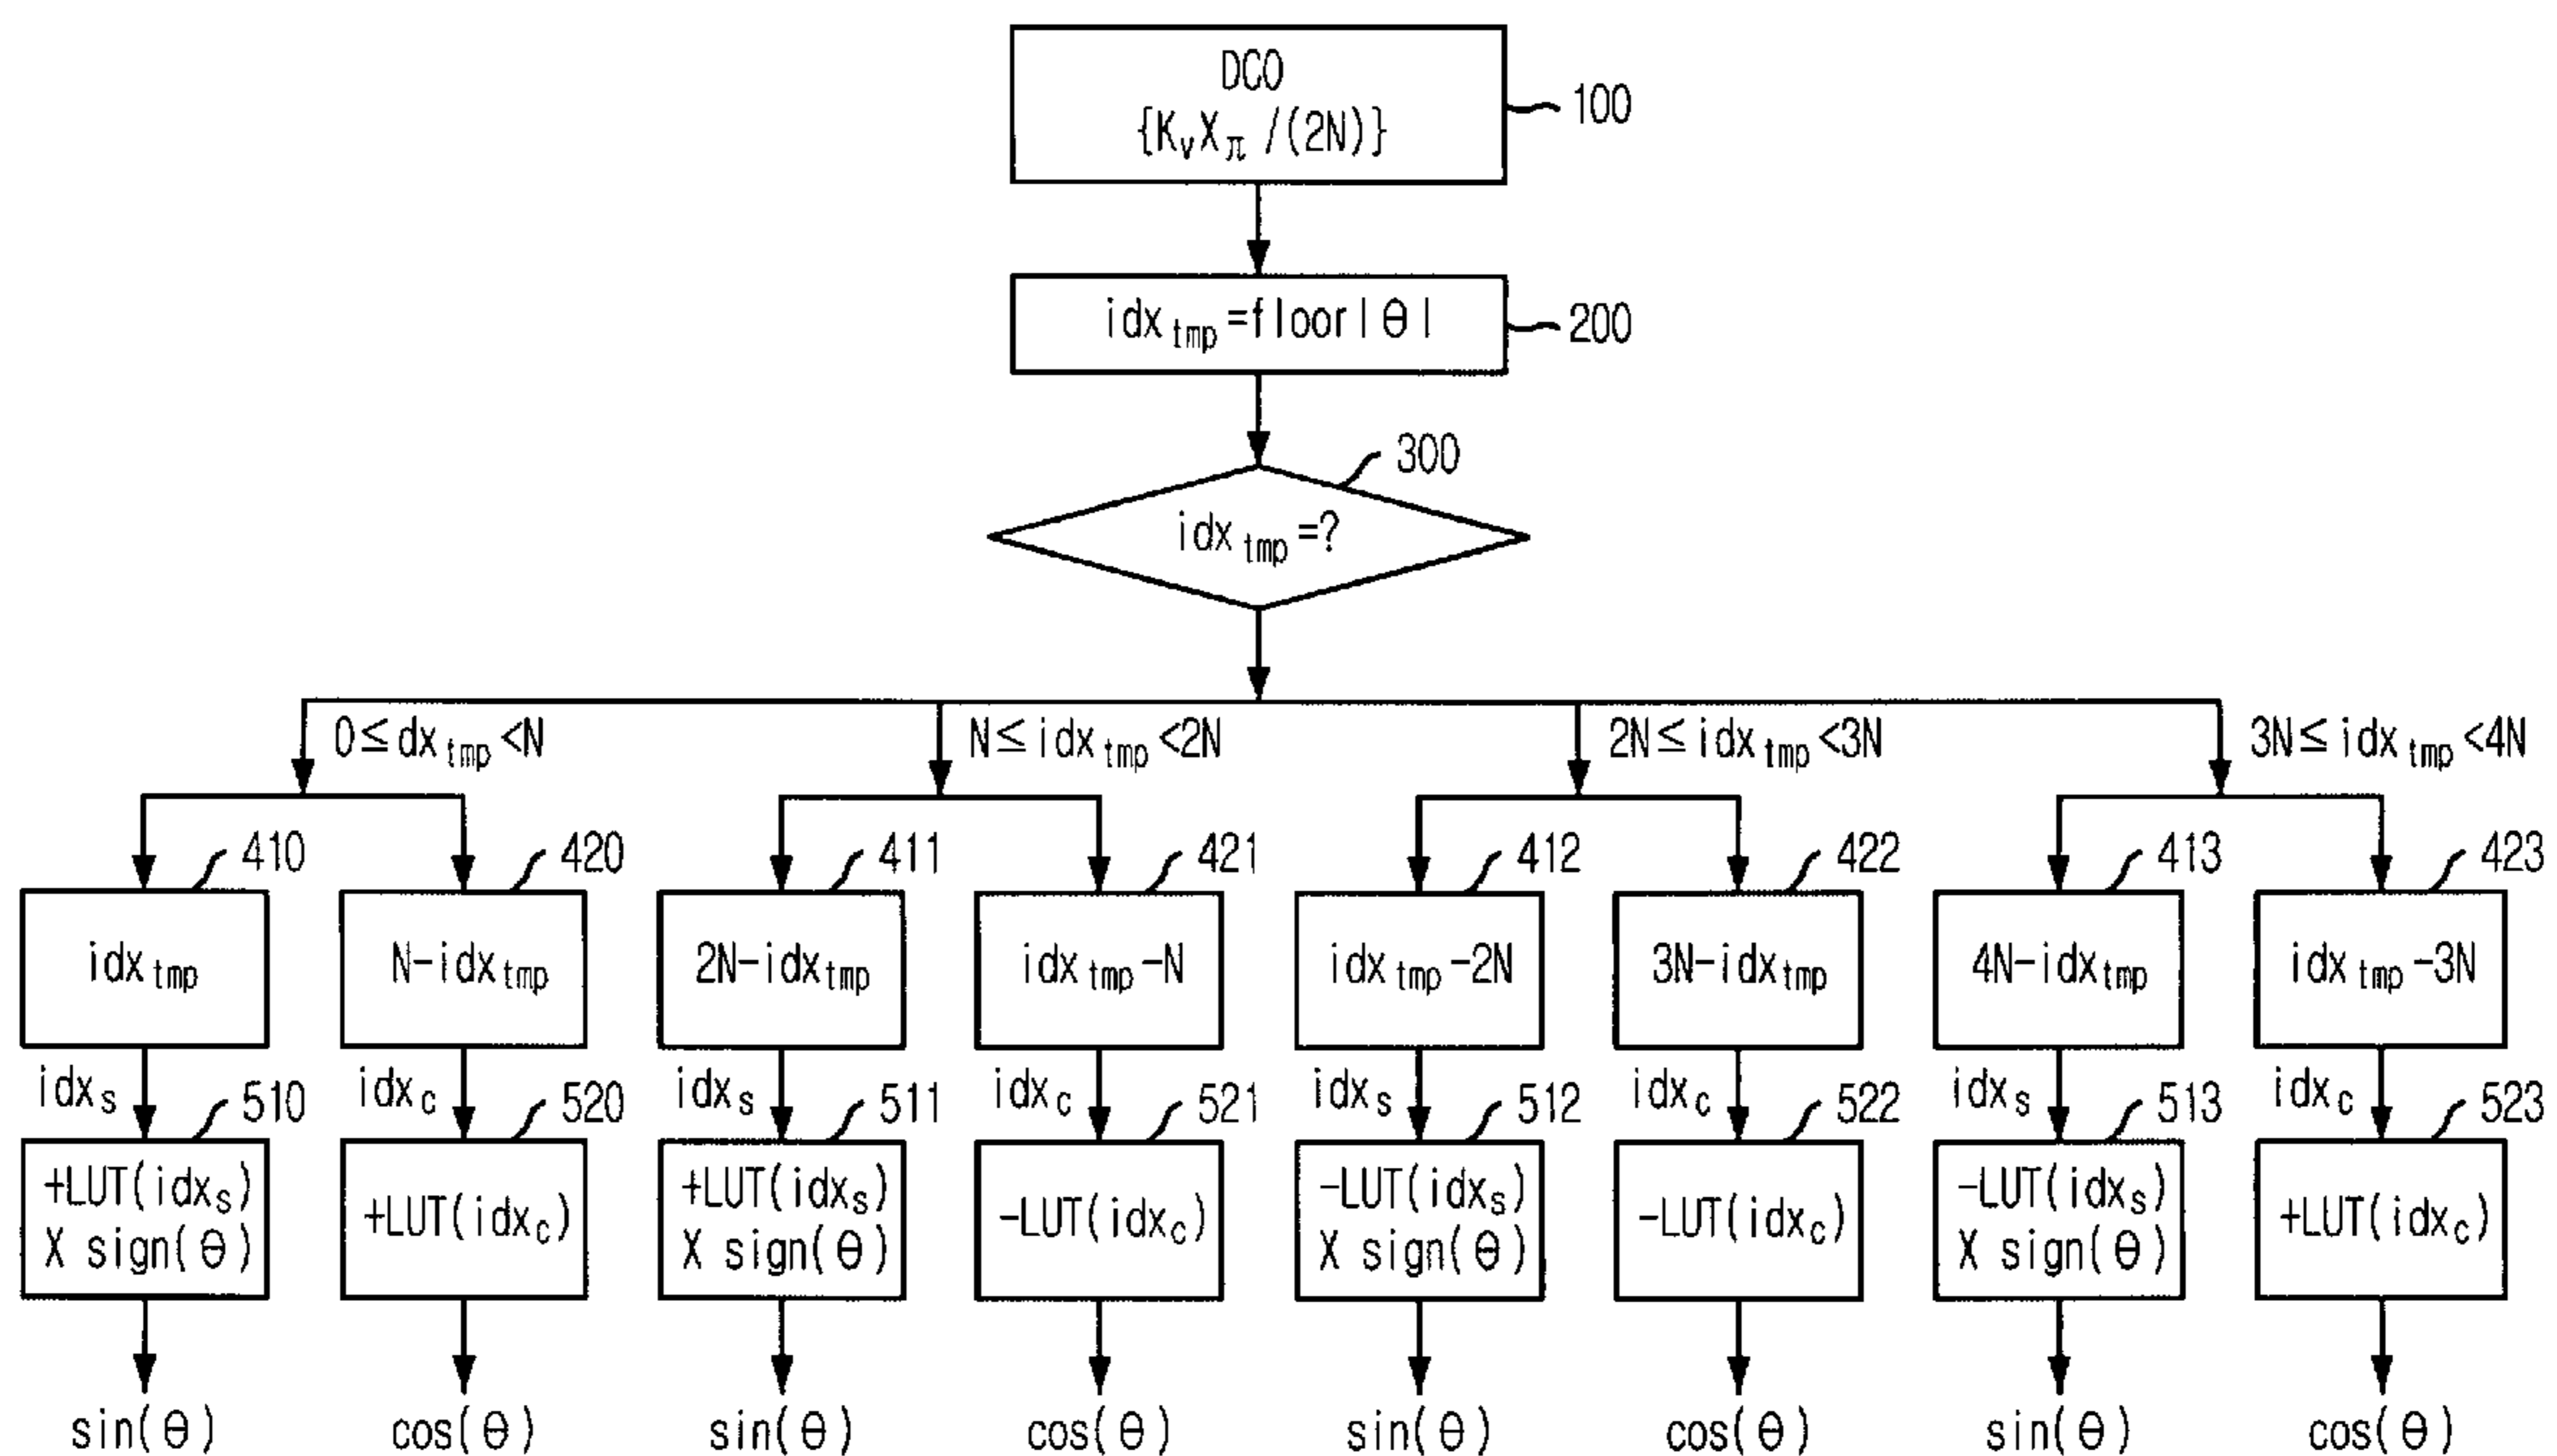 DCO
{KᵥX_π /(2N)}
100
idx_tmp =floor|θ|
200
300
idx_tmp =?
0≤dx_tmp <N
N≤idx_tmp <2N
2N≤idx_tmp <3N
3N≤idx_tmp <4N
410
420
411
421
412
422
413
423
idx_tmp
N-idx_tmp
2N-idx_tmp
idx_tmp -N
idx_tmp -2N
3N-idx_tmp
4N-idx_tmp
idx_tmp -3N
idx_s
510
idx_c
520
idx_s
511
idx_c
521
idx_s
512
idx_c
522
idx_s
513
idx_c
523
+LUT(idx_s)
X sign(θ)
+LUT(idx_c)
+LUT(idx_s)
X sign(θ)
-LUT(idx_c)
-LUT(idx_s)
X sign(θ)
-LUT(idx_c)
-LUT(idx_s)
X sign(θ)
+LUT(idx_c)
sin(θ)
cos(θ)
sin(θ)
cos(θ)
sin(θ)
cos(θ)
sin(θ)
cos(θ)